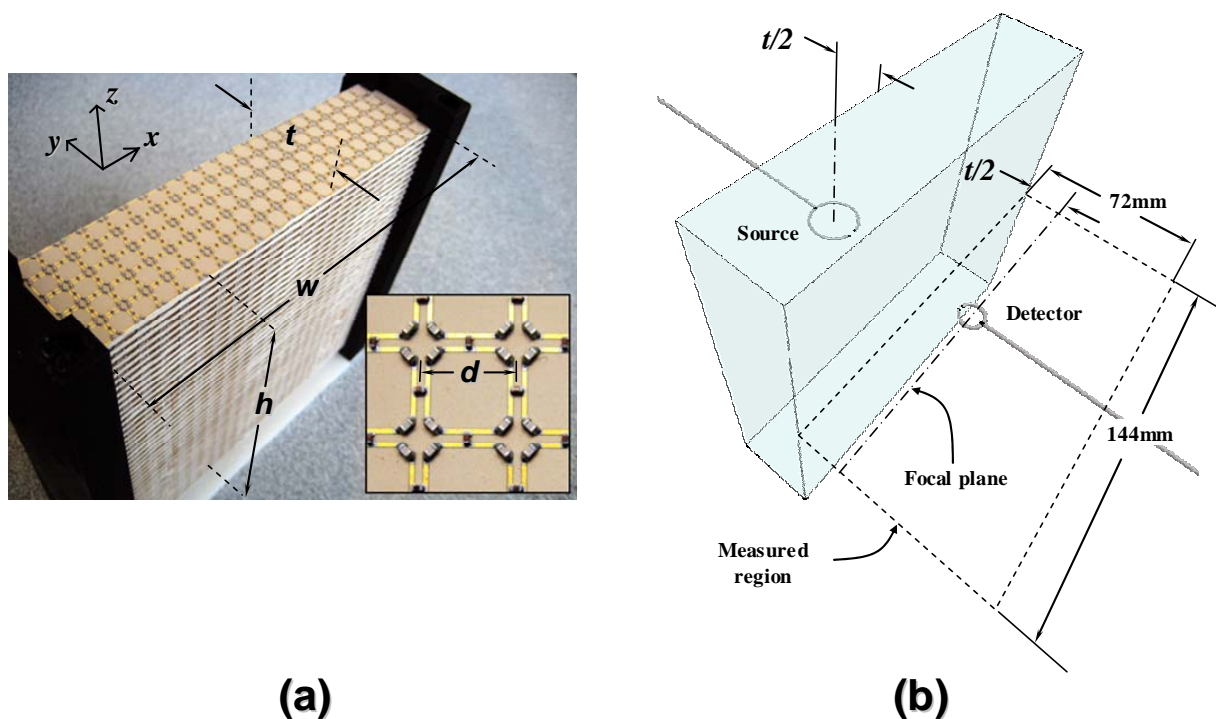 z
y
x
t
w
h
d
(a)
t/2
Source
t/2
72mm
Detector
144mm
Focal plane
Measured
region
(b)